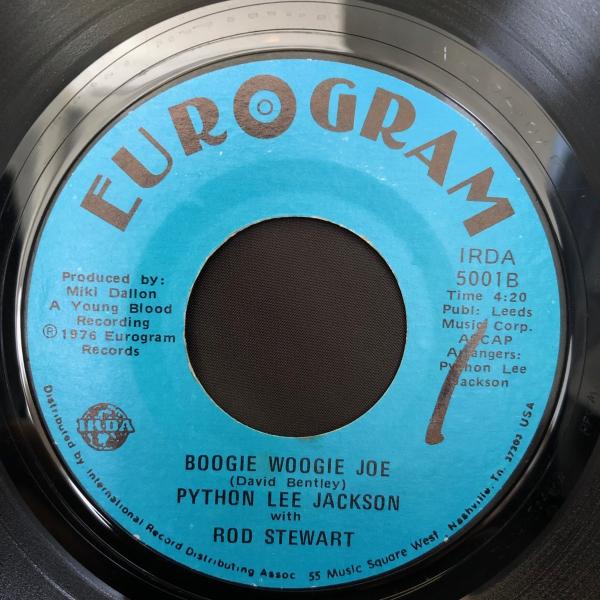 EUROGRAM
Produced by:
Miki Dallon
A Young Blood
Recording
Ⓟ1976 Eurogram
Records
IRDA
5001B
Time 4:20
Publ: Leeds
Music Corp.
ASCAP
Arrangers:
Python Lee
Jackson
IRDA
BOOGIE WOOGIE JOE
(David Bentley)
PYTHON LEE JACKSON
with
ROD STEWART
Distributed by International Record Distributing Assoc 55 Music Square West Nashville, Tn. 37203 USA